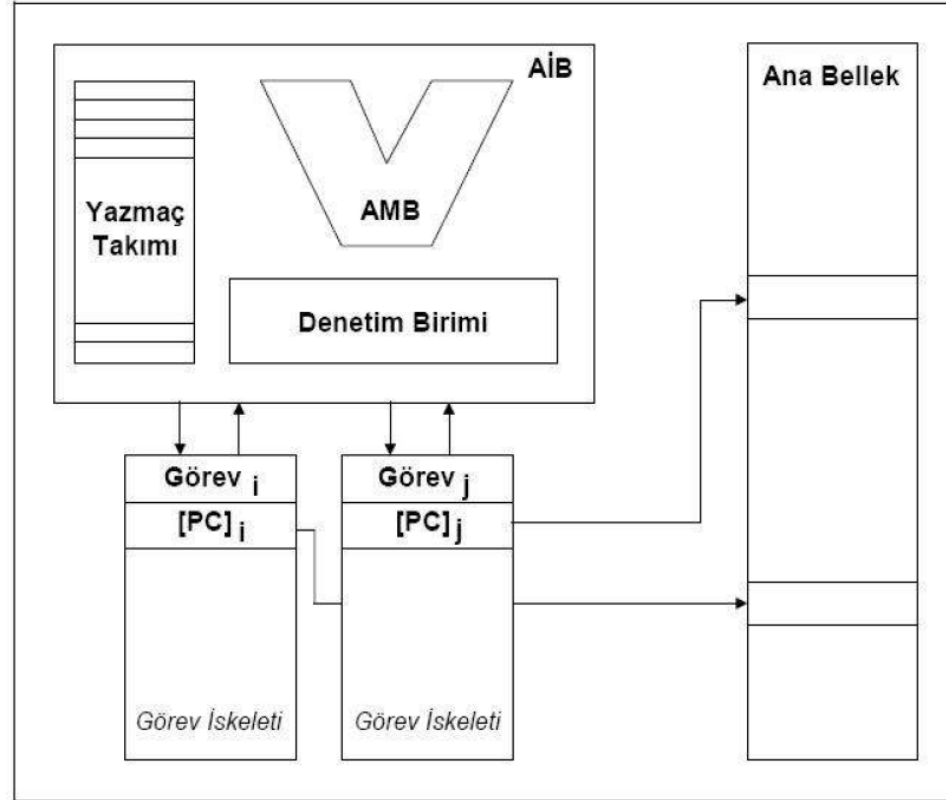 AİB
Ana Bellek
Yazmaç
Takımı
AMB
Denetim Birimi
Görev i
[PC] i
Görev İskeleti
Görev j
[PC] j
Görev İskeleti